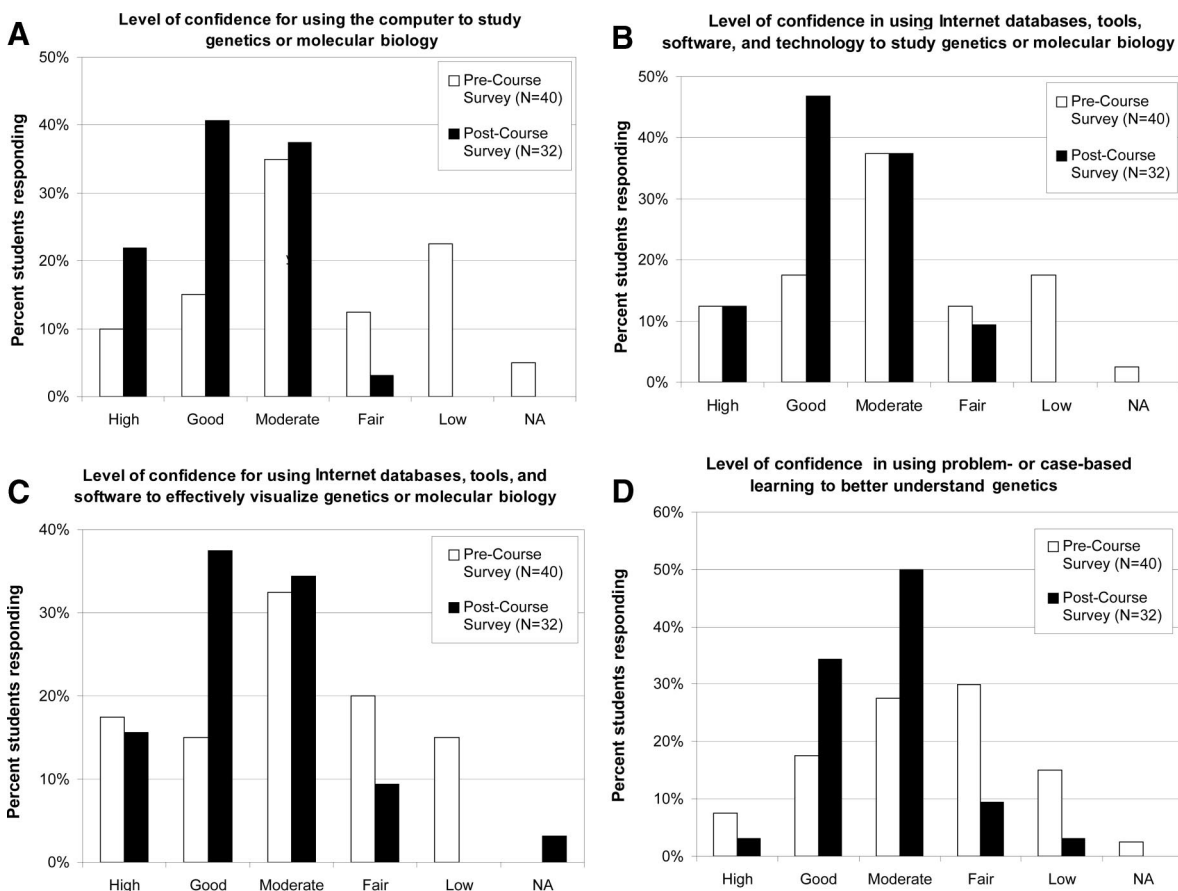 A
Level of confidence for using the computer to study
genetics or molecular biology
Percent students responding
50%
40%
30%
20%
10%
0%
Pre-Course
Survey (N=40)
Post-Course
Survey (N=32)
High Good Moderate Fair Low NA
B
Level of confidence in using Internet databases, tools,
software, and technology to study genetics or molecular biology
Percent students responding
50%
40%
30%
20%
10%
0%
Pre-Course
Survey (N=40)
Post-Course
Survey (N=32)
High Good Moderate Fair Low NA
C
Level of confidence for using Internet databases, tools, and
software to effectively visualize genetics or molecular biology
Percent students responding
40%
30%
20%
10%
0%
Pre-Course
Survey (N=40)
Post-Course
Survey (N=32)
High Good Moderate Fair Low NA
D
Level of confidence in using problem- or case-based
learning to better understand genetics
Percent students responding
60%
50%
40%
30%
20%
10%
0%
Pre-Course
Survey (N=40)
Post-Course
Survey (N=32)
High Good Moderate Fair Low NA